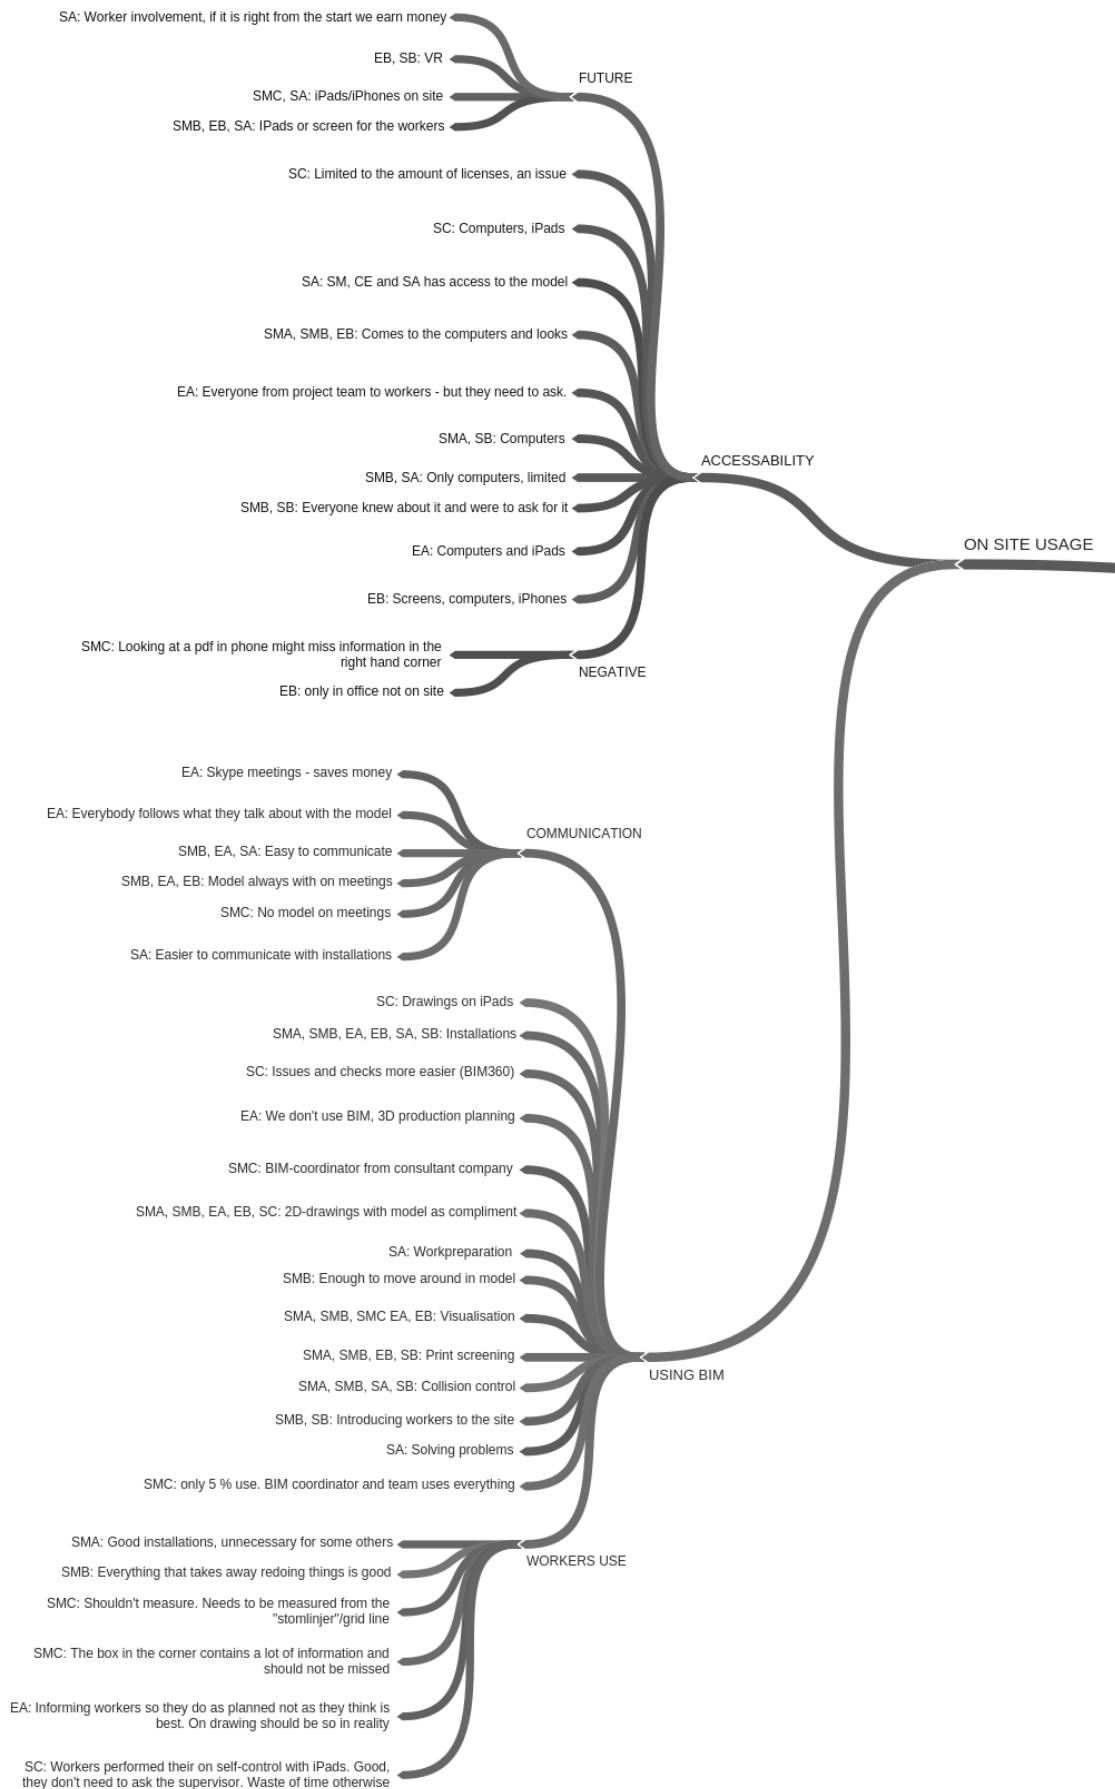 SA: Worker involvement, if it is right from the start we earn money
EB, SB: VR
FUTURE
SMC, SA: iPads/iPhones on site
SMB, EB, SA: IPads or screen for the workers
SC: Limited to the amount of licenses, an issue
SC: Computers, iPads
SA: SM, CE and SA has access to the model
SMA, SMB, EB: Comes to the computers and looks
EA: Everyone from project team to workers - but they need to ask.
SMA, SB: Computers
ACCESSABILITY
SMB, SA: Only computers, limited
SMB, SB: Everyone knew about it and were to ask for it
ON SITE USAGE
EA: Computers and iPads
EB: Screens, computers, iPhones
SMC: Looking at a pdf in phone might miss information in the
right hand corner
NEGATIVE
EB: only in office not on site
EA: Skype meetings - saves money
EA: Everybody follows what they talk about with the model
COMMUNICATION
SMB, EA, SA: Easy to communicate
SMB, EA, EB: Model always with on meetings
SMC: No model on meetings
SA: Easier to communicate with installations
SC: Drawings on iPads
SMA, SMB, EA, EB, SA, SB: Installations
SC: Issues and checks more easier (BIM360)
EA: We don't use BIM, 3D production planning
SMC: BIM-coordinator from consultant company
SMA, SMB, EA, EB, SC: 2D-drawings with model as compliment
SA: Workpreparation
SMB: Enough to move around in model
SMA, SMB, SMC EA, EB: Visualisation
SMA, SMB, EB, SB: Print screening
USING BIM
SMA, SMB, SA, SB: Collision control
SMB, SB: Introducing workers to the site
SA: Solving problems
SMC: only 5 % use. BIM coordinator and team uses everything
SMA: Good installations, unnecessary for some others
WORKERS USE
SMB: Everything that takes away redoing things is good
SMC: Shouldn't measure. Needs to be measured from the
"stomlinjer"/grid line
SMC: The box in the corner contains a lot of information and
should not be missed
EA: Informing workers so they do as planned not as they think is
best. On drawing should be so in reality
SC: Workers performed their on self-control with iPads. Good,
they don't need to ask the supervisor. Waste of time otherwise